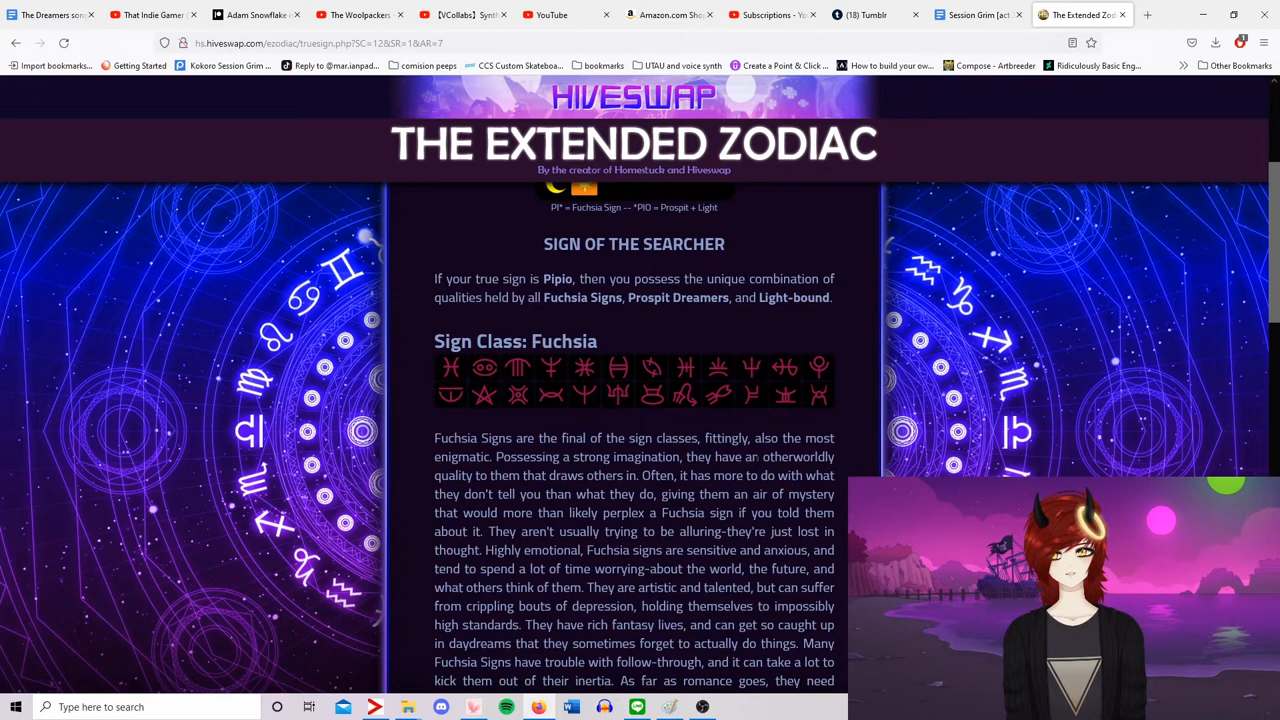 The Dreamers song
That Indie Gamer (
Adam Snowflake is
The Woolpackers -
【VCollabs】Synth
YouTube
Amazon.com Shop
Subscriptions - You
(18) Tumblr
Session Grim [act
The Extended Zodi
hs.hiveswap.com/ezodiac/truesign.php?SC=12&SR=1&AR=7
Import bookmarks...
Getting Started
Kokoro Session Grim ...
Reply to @mar.ianpad...
comision peeps
CCS Custom Skateboa...
bookmarks
UTAU and voice synth
Create a Point & Click ...
How to build your ow...
Compose - Artbreeder
Ridiculously Basic Eng...
Other Bookmarks
HIVESWAP
THE EXTENDED ZODIAC
By the creator of Homestuck and Hiveswap
PI* = Fuchsia Sign -- *PIO = Prospit + Light
SIGN OF THE SEARCHER
If your true sign is Pipio, then you possess the unique combination of
qualities held by all Fuchsia Signs, Prospit Dreamers, and Light-bound.
Sign Class: Fuchsia
Fuchsia Signs are the final of the sign classes, fittingly, also the most
enigmatic. Possessing a strong imagination, they have an otherworldly
quality to them that draws others in. Often, it has more to do with what
they don't tell you than what they do, giving them an air of mystery
that would more than likely perplex a Fuchsia sign if you told them
about it. They aren't usually trying to be alluring-they're just lost in
thought. Highly emotional, Fuchsia signs are sensitive and anxious, and
tend to spend a lot of time worrying-about the world, the future, and
what others think of them. They are artistic and talented, but can suffer
from crippling bouts of depression, holding themselves to impossibly
high standards. They have rich fantasy lives, and can get so caught up
in daydreams that they sometimes forget to actually do things. Many
Fuchsia Signs have trouble with follow-through, and it can take a lot to
kick them out of their inertia. As far as romance goes, they need
Type here to search